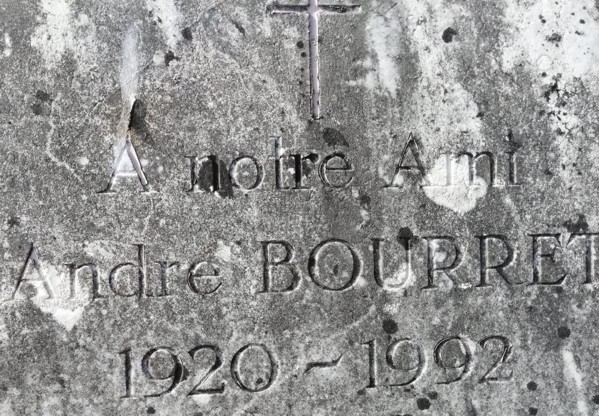 A notre Ami
Andre BOURRET
1920 ~ 1992